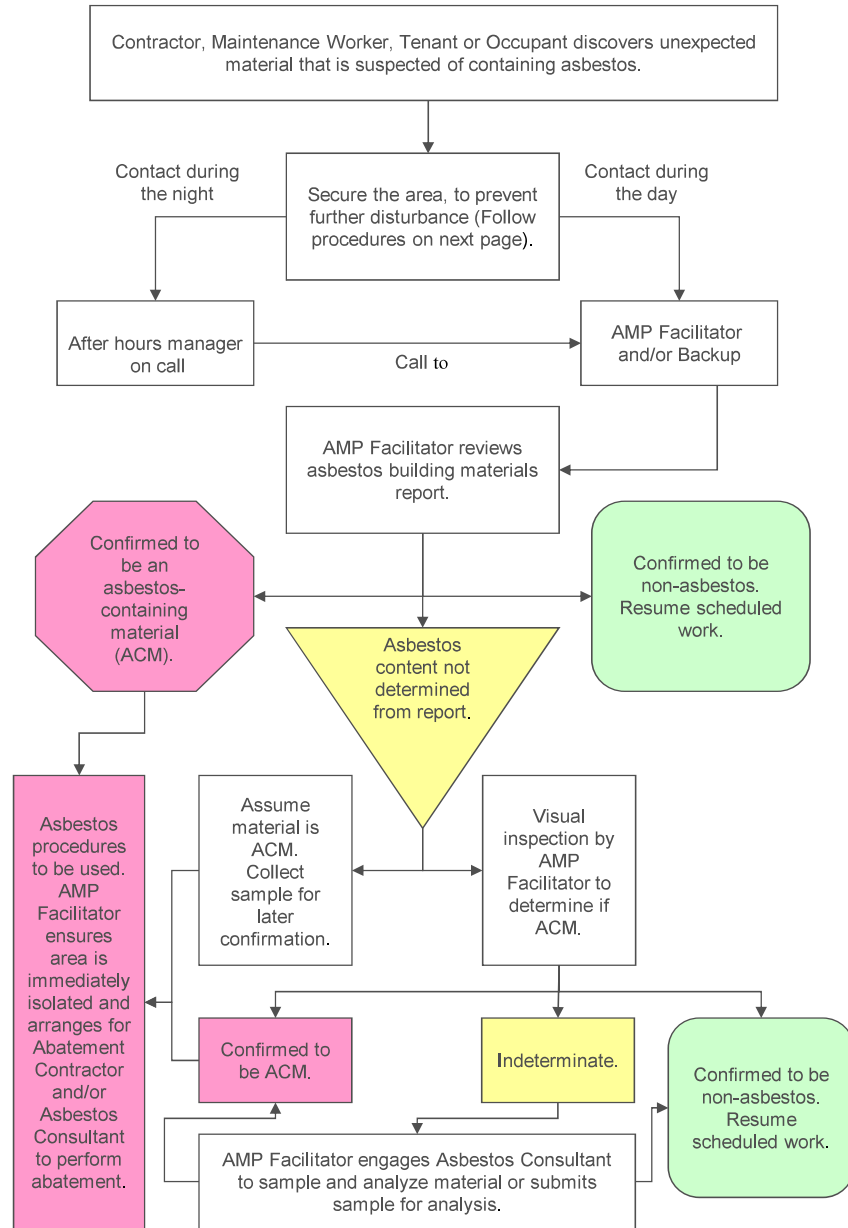 Contractor, Maintenance Worker, Tenant or Occupant discovers unexpected
material that is suspected of containing asbestos.
Contact during
the night
Secure the area, to prevent
further disturbance (Follow
procedures on next page).
Contact during
the day
After hours manager
on call
Call to
AMP Facilitator
and/or Backup
AMP Facilitator reviews
asbestos building materials
report.
Confirmed to
be an
asbestos-
containing
material
(ACM).
Confirmed to be
non-asbestos.
Resume scheduled
work.
Asbestos
content not
determined
from report.
Asbestos
procedures
to be used.
AMP
Facilitator
ensures
area is
immediately
isolated and
arranges for
Abatement
Contractor
and/or
Asbestos
Consultant
to perform
abatement.
Assume
material is
ACM.
Collect
sample for
later
confirmation.
Visual
inspection by
AMP
Facilitator to
determine if
ACM.
Confirmed to
be ACM.
Indeterminate.
Confirmed to be
non-asbestos.
Resume
scheduled work.
AMP Facilitator engages Asbestos Consultant
to sample and analyze material or submits
sample for analysis.